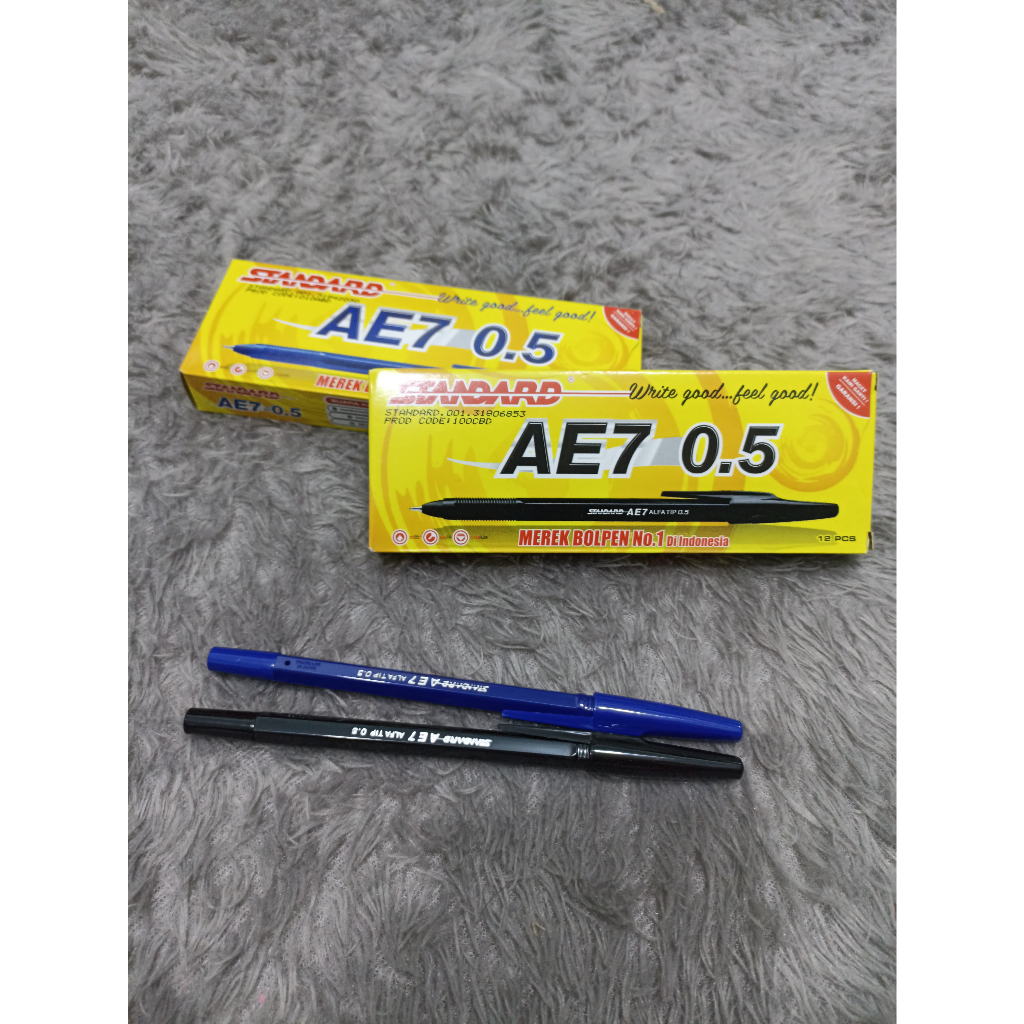 STANDARD
Write good...feel good!
AE7 0.5
MEREK
STANDARD
AE7 0.5
STANDARD
Write good...feel good!
STANDARD.001.31806853
PROD CODE:100CBD
AE7 0.5
STANDARD AE7 ALFA TIP 0.5
MEREK BOLPEN No.1 Di Indonesia
12 PCS
STANDARD AE7 ALFA TIP 0.5
STANDARD AE7 ALFA TIP 0.5